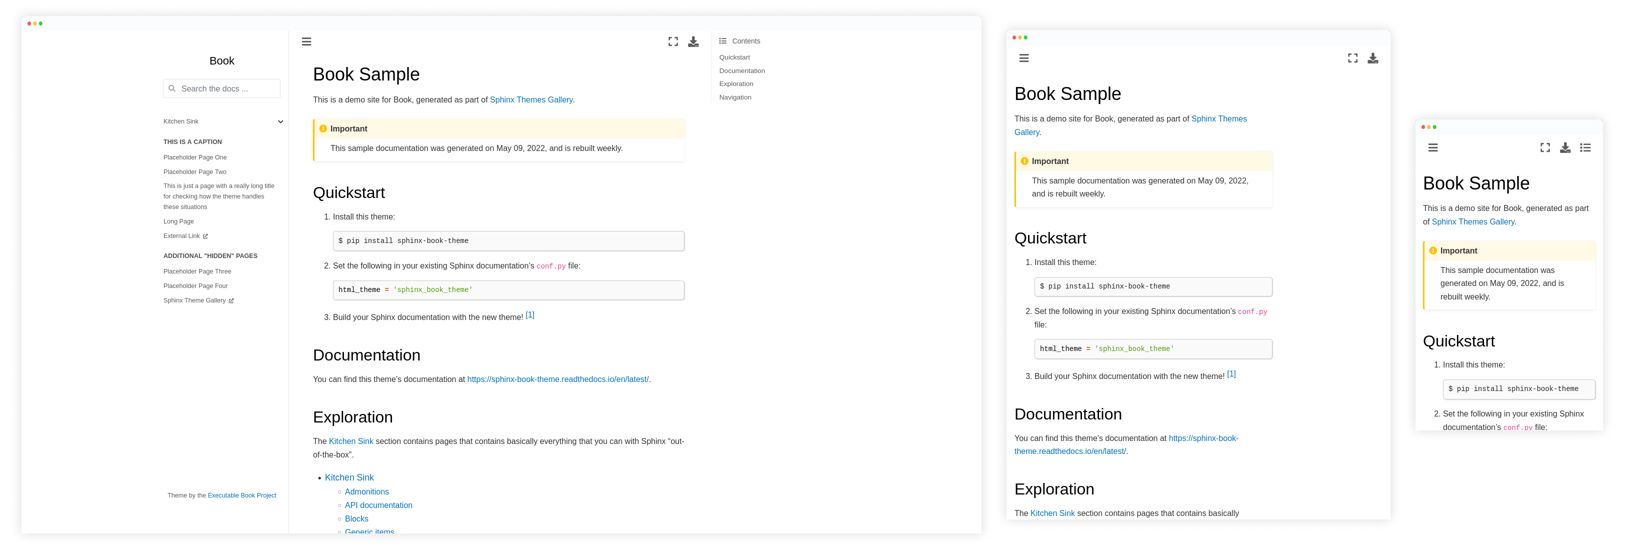 Book
Search the docs ...
Kitchen Sink
THIS IS A CAPTION
Placeholder Page One
Placeholder Page Two
This is just a page with a really long title
for checking how the theme handles
these situations
Long Page
External Link
ADDITIONAL "HIDDEN" PAGES
Placeholder Page Three
Placeholder Page Four
Sphinx Theme Gallery
Theme by the Executable Book Project
Book Sample
This is a demo site for Book, generated as part of Sphinx Themes Gallery.
Important
This sample documentation was generated on May 09, 2022, and is rebuilt weekly.
Quickstart
1. Install this theme:
$ pip install sphinx-book-theme
2. Set the following in your existing Sphinx documentation’s conf.py file:
html_theme = 'sphinx_book_theme'
3. Build your Sphinx documentation with the new theme! [1]
Documentation
You can find this theme’s documentation at https://sphinx-book-theme.readthedocs.io/en/latest/.
Exploration
The Kitchen Sink section contains pages that contains basically everything that you can with Sphinx “out-
of-the-box”.
• Kitchen Sink
◦ Admonitions
◦ API documentation
◦ Blocks
◦ Generic items
Contents
Quickstart
Documentation
Exploration
Navigation
Book Sample
This is a demo site for Book, generated as part of Sphinx Themes
Gallery.
Important
This sample documentation was generated on May 09, 2022,
and is rebuilt weekly.
Quickstart
1. Install this theme:
$ pip install sphinx-book-theme
2. Set the following in your existing Sphinx documentation’s conf.py
file:
html_theme = 'sphinx_book_theme'
3. Build your Sphinx documentation with the new theme! [1]
Documentation
You can find this theme’s documentation at https://sphinx-book-
theme.readthedocs.io/en/latest/.
Exploration
The Kitchen Sink section contains pages that contains basically
Book Sample
This is a demo site for Book, generated as part
of Sphinx Themes Gallery.
Important
This sample documentation was
generated on May 09, 2022, and is
rebuilt weekly.
Quickstart
1. Install this theme:
$ pip install sphinx-book-theme
2. Set the following in your existing Sphinx
documentation’s conf.py file: